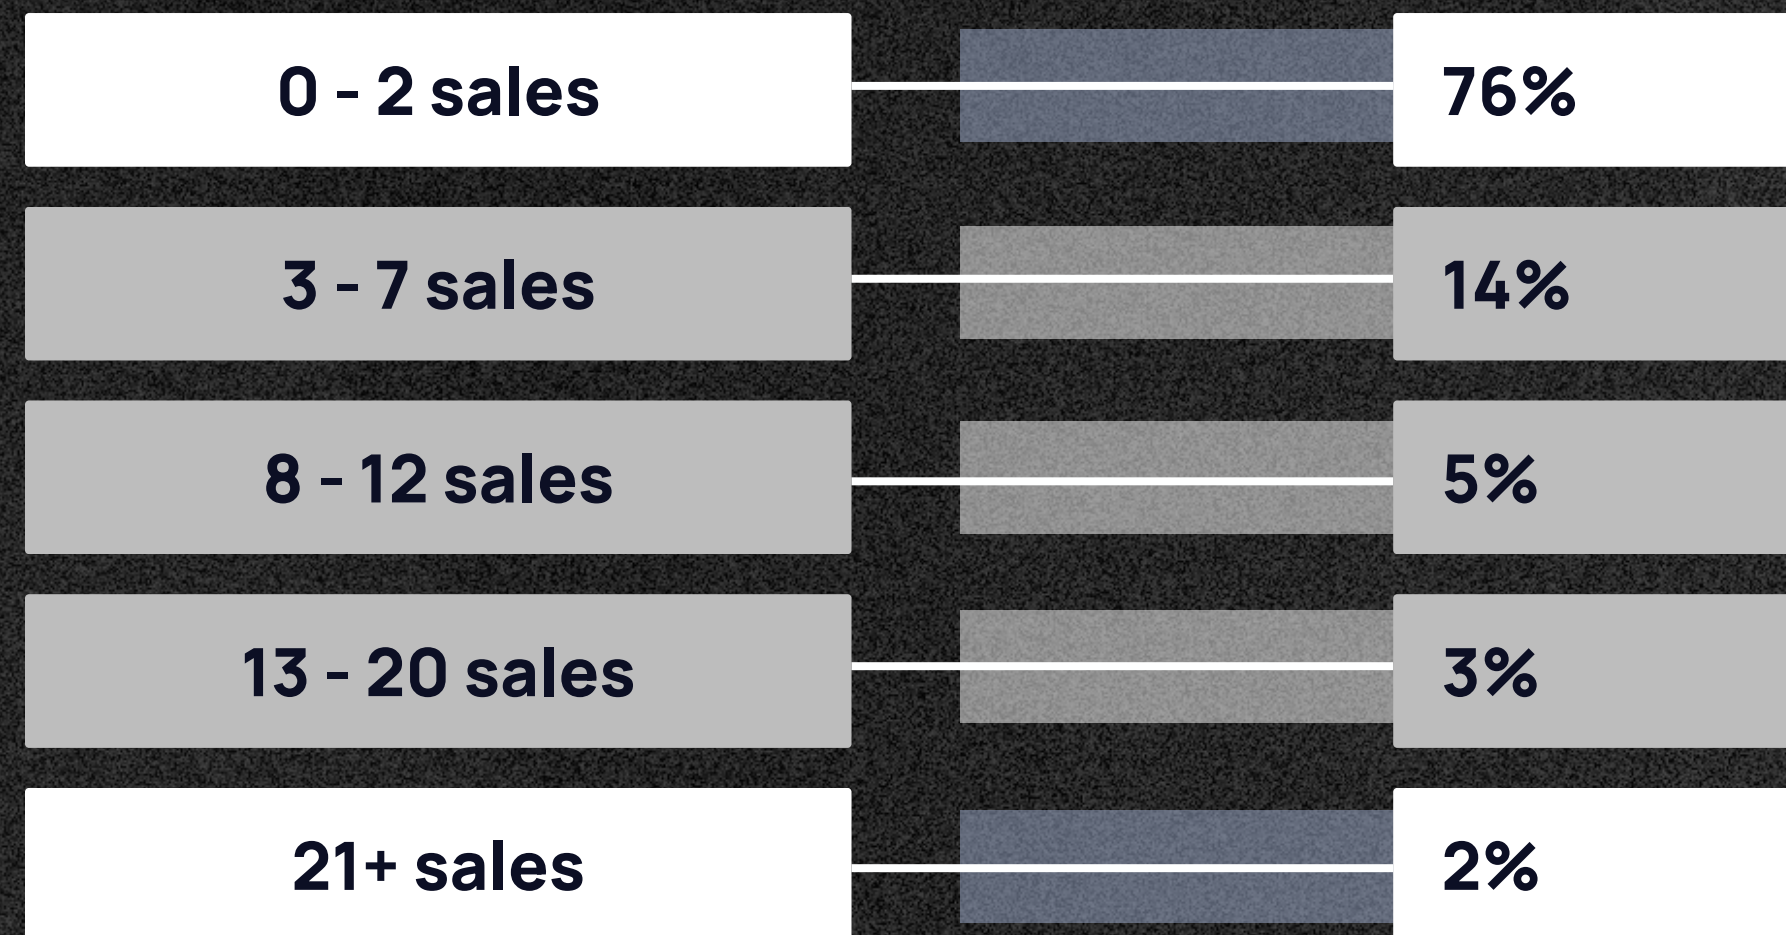 0 - 2 sales 76%
3 - 7 sales 14%
8 - 12 sales 5%
13 - 20 sales 3%
21+ sales 2%